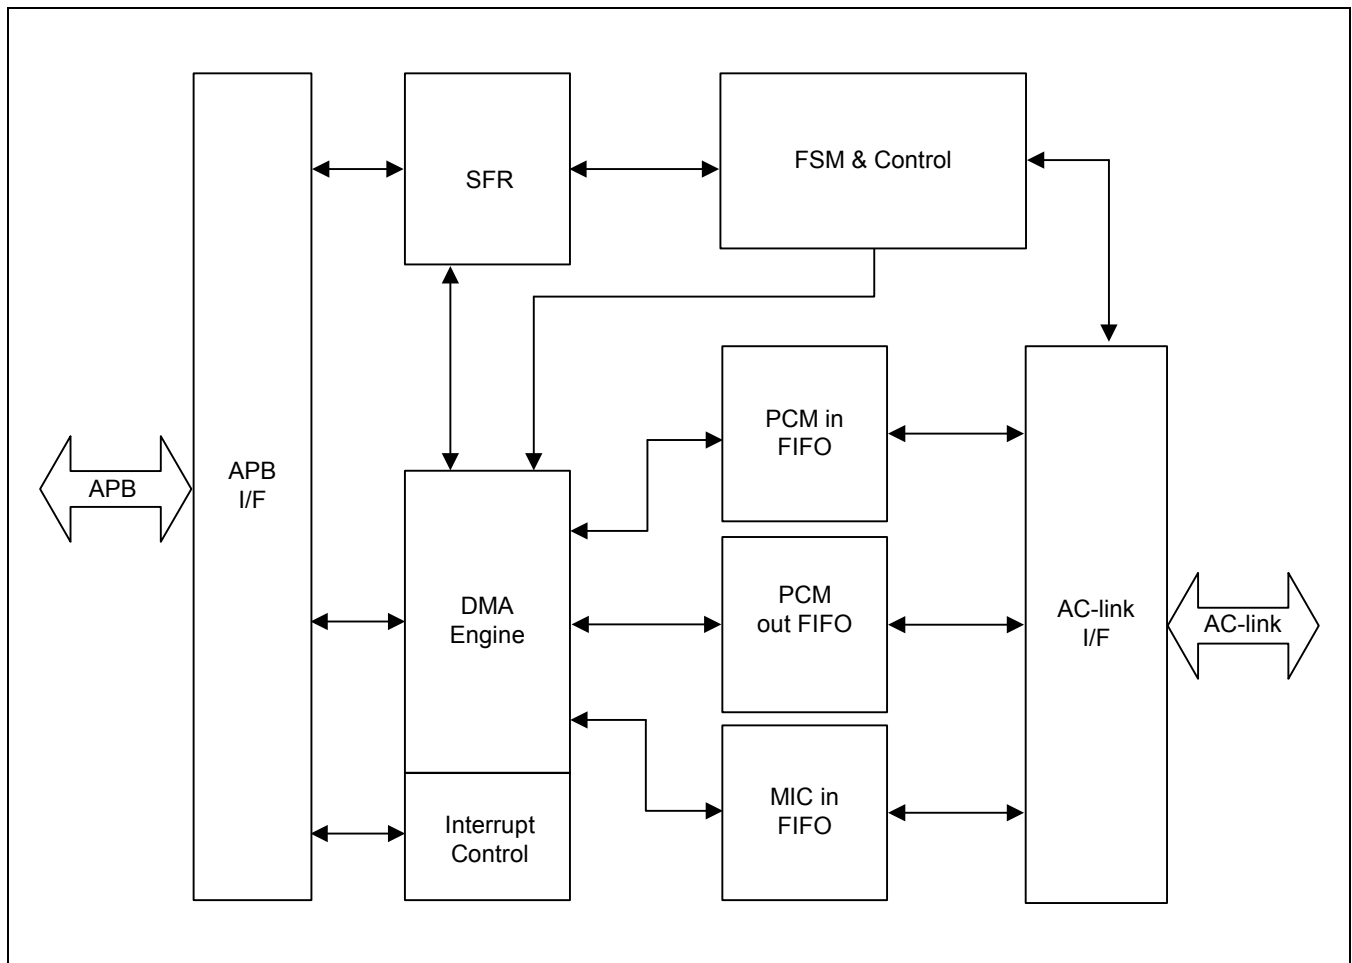 SFR
FSM & Control
APB
APB
I/F
PCM in
FIFO
DMA
Engine
PCM
out FIFO
AC-link
I/F
AC-link
Interrupt
Control
MIC in
FIFO